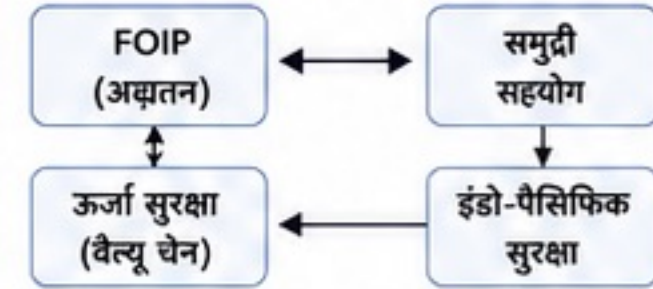 FOIP
(अद्यतन)
समुद्री
सहयोग
ऊर्जा सुरक्षा
(वैल्यू चेन)
इंडो-पैसिफिक
सुरक्षा